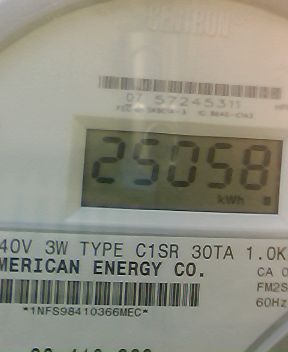 CENTRON
07 57245311
25058
kWh
40V 3W TYPE C1SR 30TA 1.0K
MERICAN ENERGY CO.
CA 0
FM2S
60Hz
*1NFS98410366MEC*